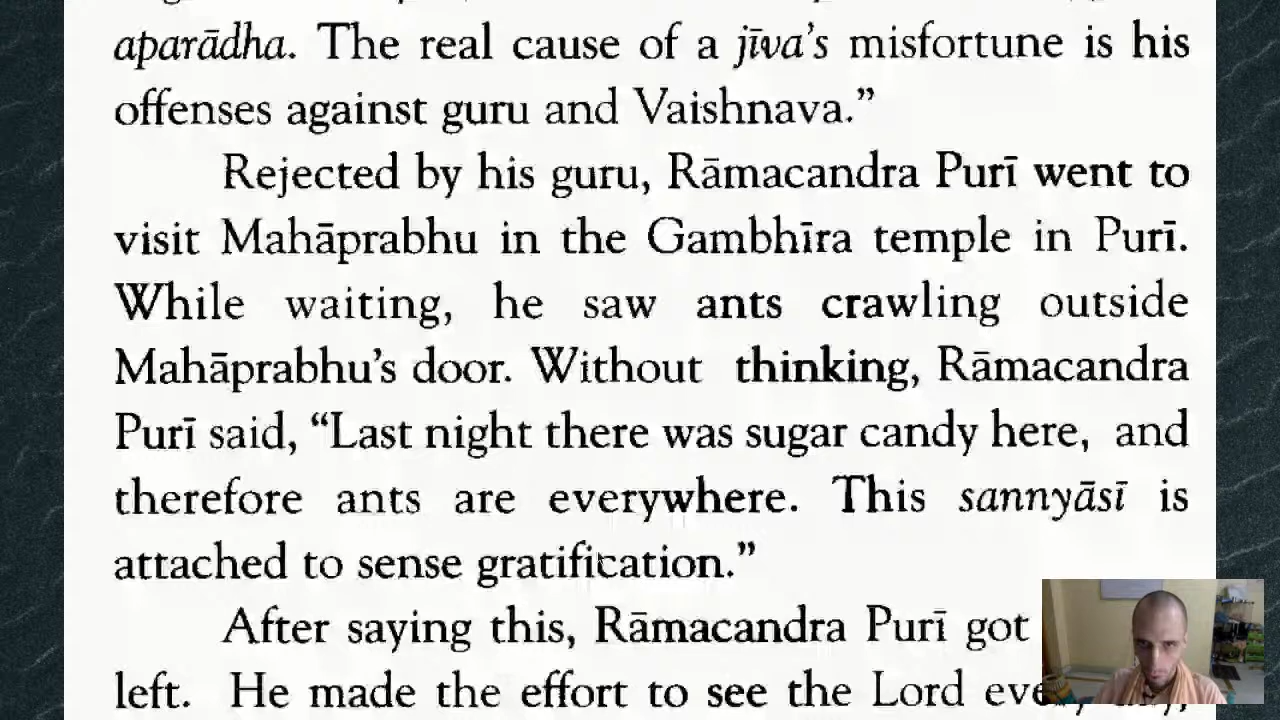 aparādha. The real cause of a jīva's misfortune is his
offenses against guru and Vaishnava.”
Rejected by his guru, Rāmacandra Purī went to
visit Mahāprabhu in the Gambhīra temple in Purī.
While waiting, he saw ants crawling outside
Mahāprabhu's door. Without thinking, Rāmacandra
Purī said, “Last night there was sugar candy here, and
therefore ants are everywhere. This sannyāsī is
attached to sense gratification.”
After saying this, Rāmacandra Purī got
left. He made the effort to see the Lord